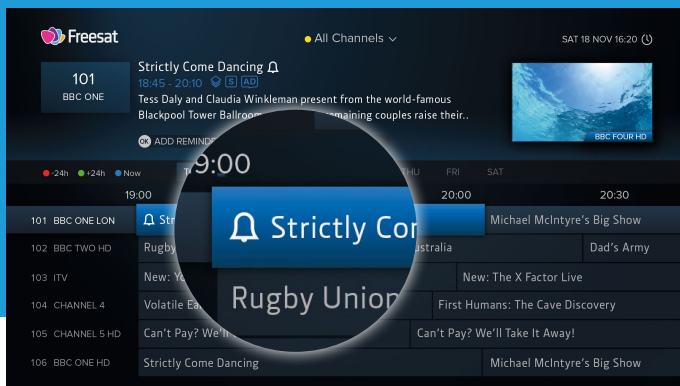 Freesat
All Channels
SAT 18 NOV 16:20
101
BBC ONE
Strictly Come Dancing
18:45 - 20:10 S AD
Tess Daly and Claudia Winkleman present from the world-famous
Blackpool Tower Ballroom remaining couples raise their..
OK ADD REMIND
BBC FOUR HD
-24h +24h Now FRI SAT
19:00 9:00 20:00 20:30
101 BBC ONE LON Str Strictly Co Michael McIntyre's Big Show
102 BBC TWO HD Rugby Rugby Union Dad's Army
103 ITV New: New: The X Factor Live
104 CHANNEL 4 Volatile First Humans: The Cave Discovery
105 CHANNEL 5 HD Can't Pay? We'll Can't Pay? We'll Take It Away!
106 BBC ONE HD Strictly Come Dancing Michael McIntyre's Big Show